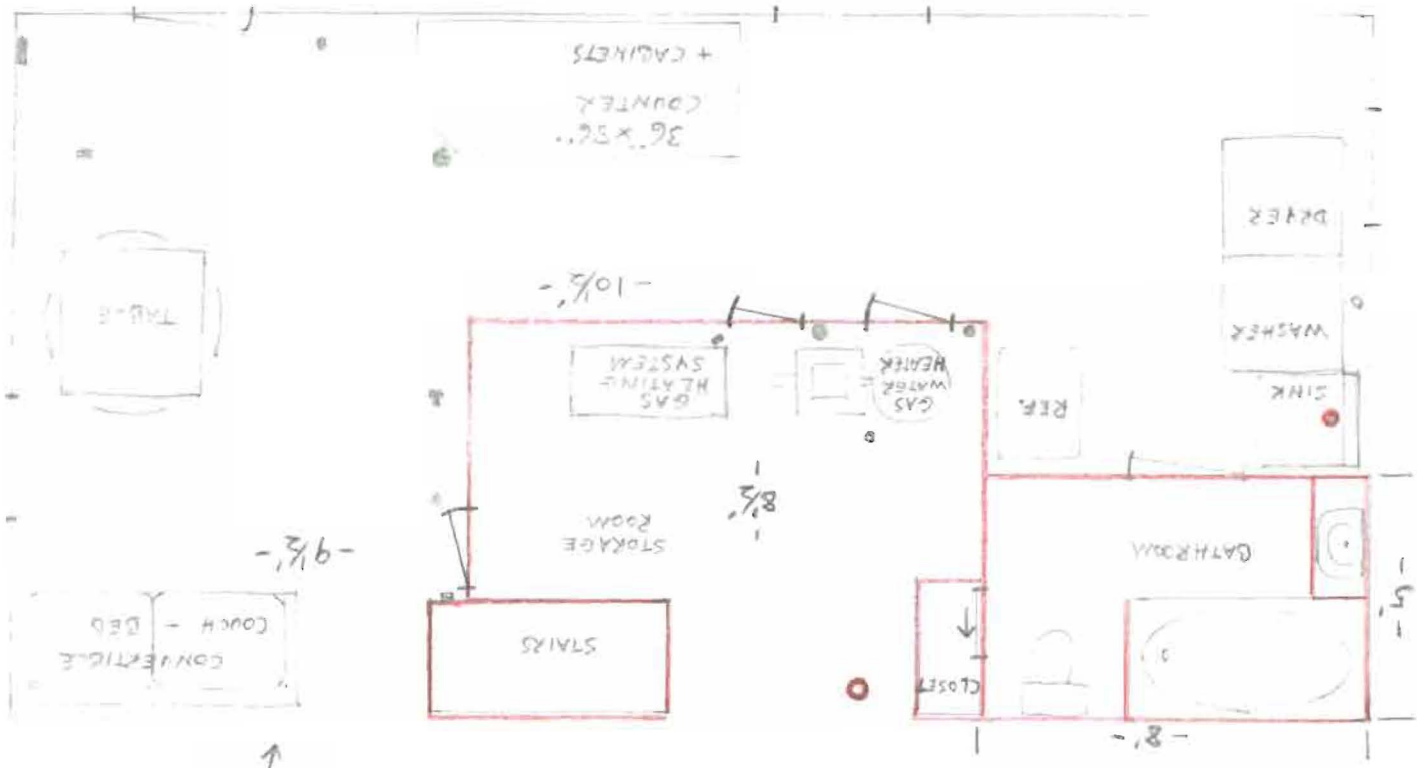 - 8' -
CLOSET
STAIRS
CONVERTIBLE
COUCH - BED
- 5' -
BATHROOM
STORAGE
ROOM
- 9½' -
- 8½' -
SINK
REF.
GAS
WATER
HEATER
GAS
HEATING
SYSTEM
WASHER
TABLE
- 10½' -
DRYER
36" x 36"
COUNTER
+ CABINETS